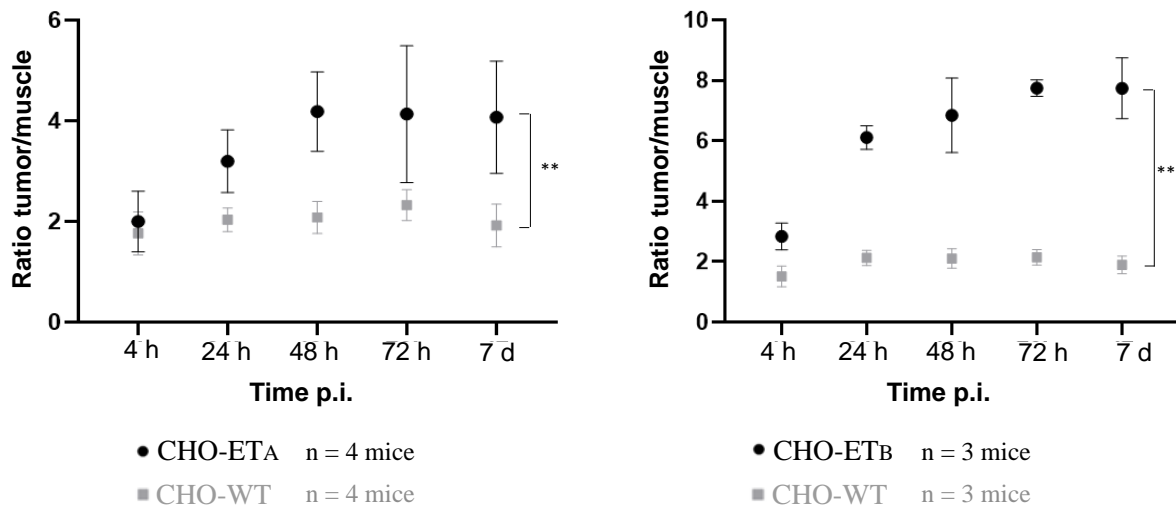 6
4
2
0
Ratio tumor/muscle
4 h
24 h
48 h
72 h
7 d
Time p.i.
**
CHO-ETA n = 4 mice
CHO-WT n = 4 mice
10
8
6
4
2
0
Ratio tumor/muscle
4 h
24 h
48 h
72 h
7 d
Time p.i.
**
CHO-ETB n = 3 mice
CHO-WT n = 3 mice